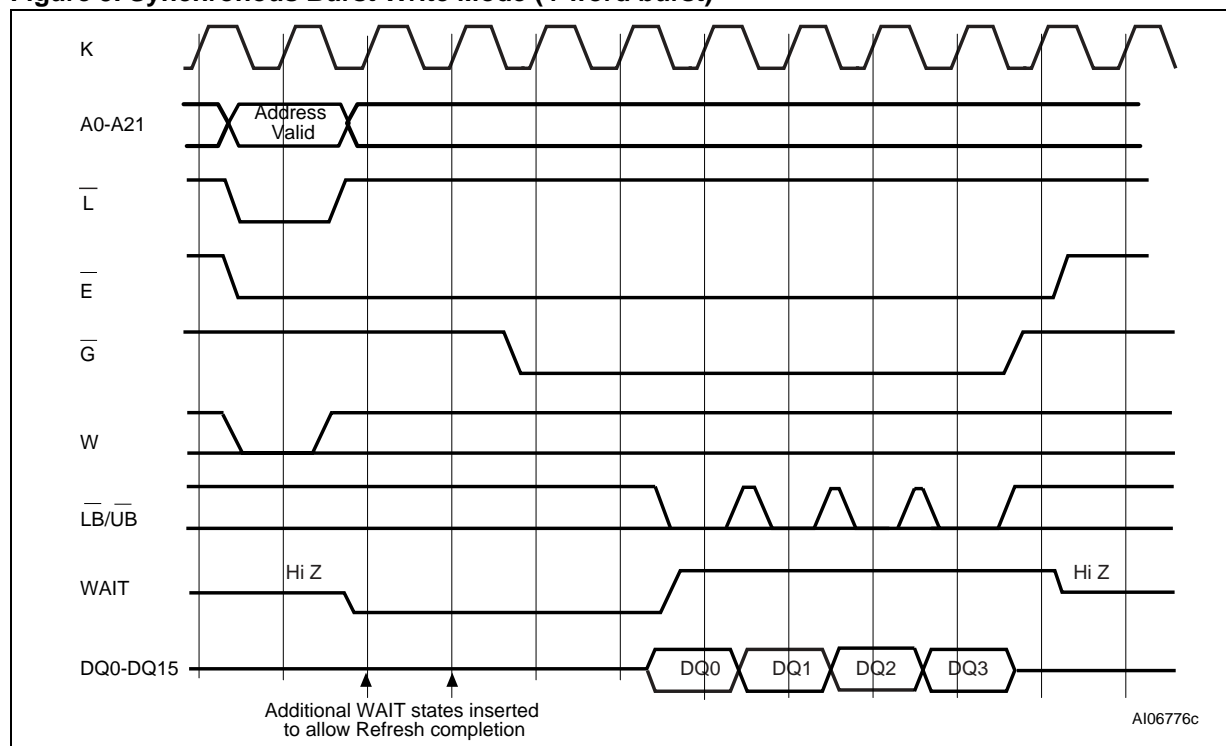 Figure 5. Synchronous Burst Write Mode (4-word burst)
K
A0-A21
Address
Valid
L
E
G
W
LB/UB
Hi Z
Hi Z
WAIT
DQ0-DQ15
DQ0
DQ1
DQ2
DQ3
Additional WAIT states inserted
to allow Refresh completion
AI06776c